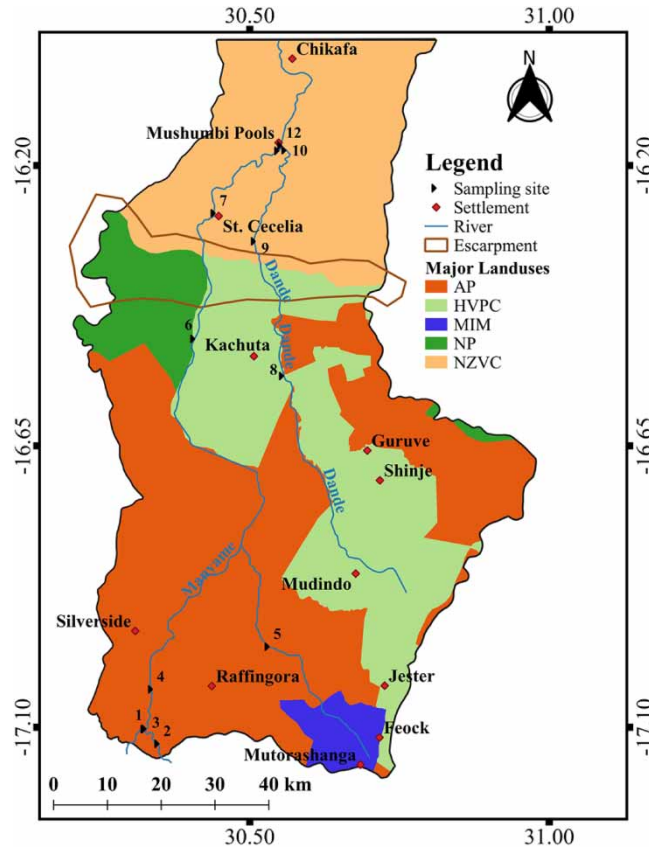 30.50 31.00
N
Chikafa
Mushumbi Pools 12
10
-16.20 -16.20
Legend
Sampling site
Settlement
River
Escarpment
Major Landuses
AP
HVPC
MIM
NP
NZVC
7
St. Cecelia
9
Dande
6
Dande
Kachuta
8
-16.65 -16.65
Guruve
Shinje
Dande
Manyame
Mudindo
Silverside
5
4
Raffingora
Jester
1
3
2
-17.10 -17.10
Feock
Mutorashanga
0 10 20 30 40 km
30.50 31.00